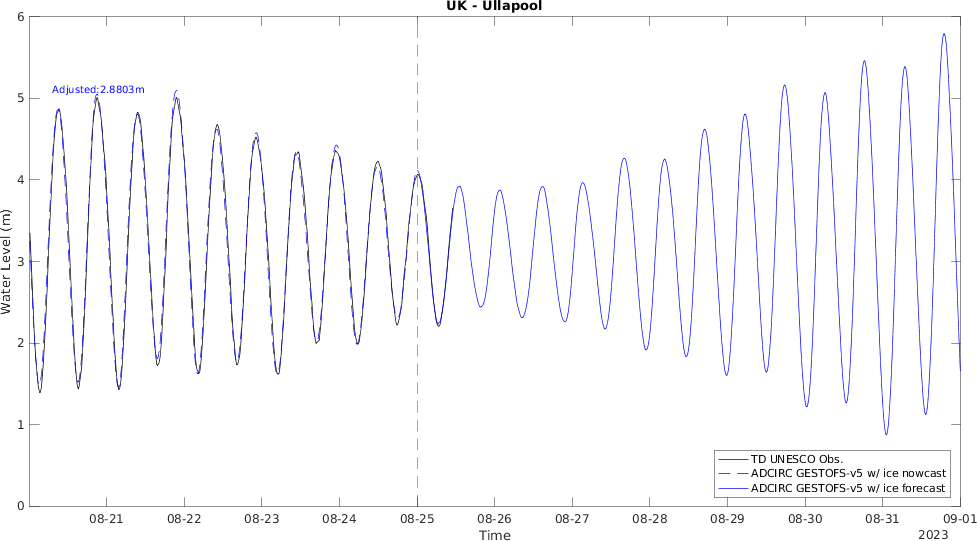 UK - Ullapool
6
5
4
3
2
1
0
Water Level (m)
Adjusted:2.8803m
TD UNESCO Obs.
ADCIRC GESTOFS-v5 w/ ice nowcast
ADCIRC GESTOFS-v5 w/ ice forecast
08-21 08-22 08-23 08-24 08-25 08-26 08-27 08-28 08-29 08-30 08-31 09-01
Time
2023